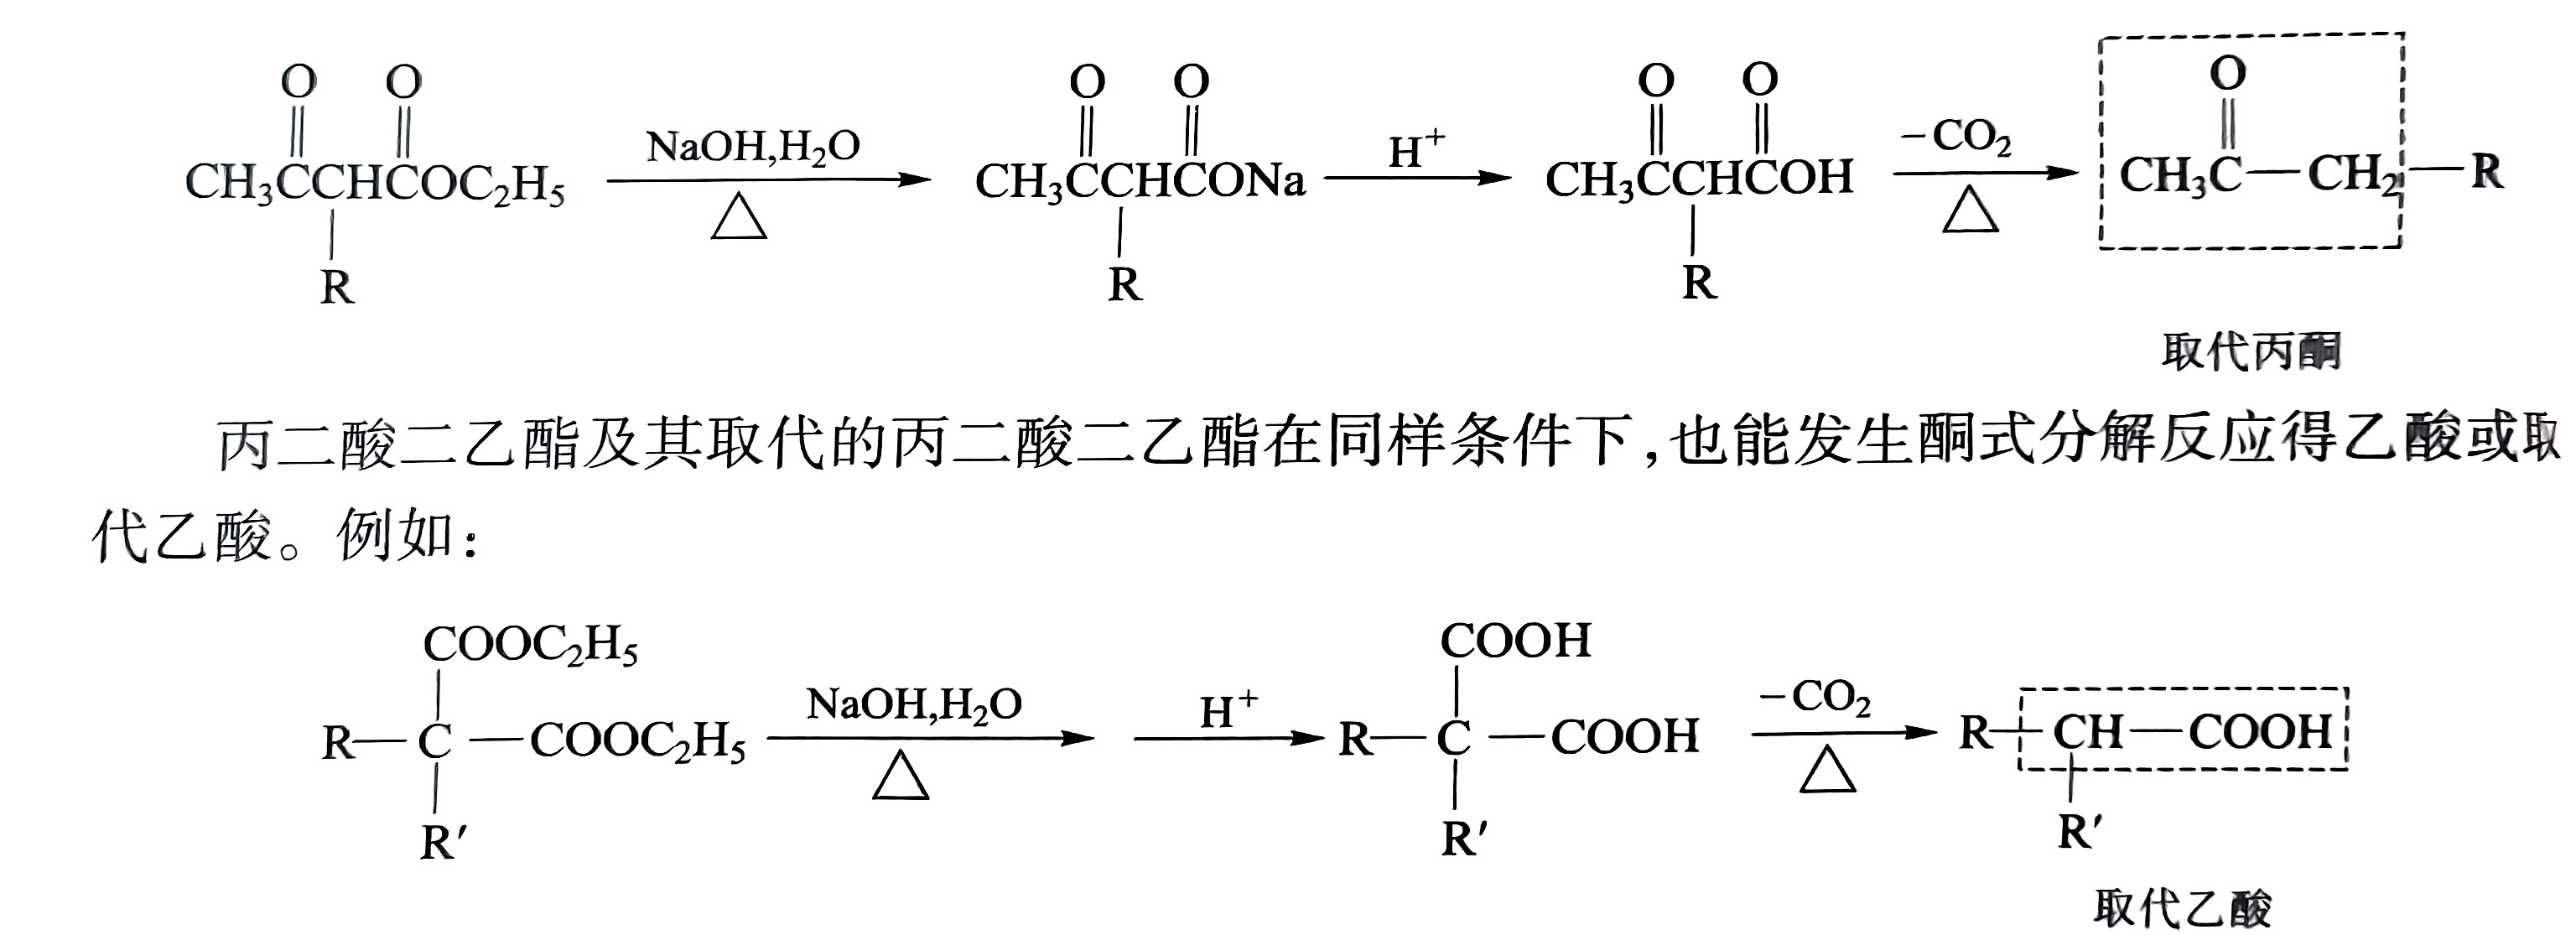 O O O O O O O
CH₃CCHCOC₂H₅ NaOH,H₂O △ CH₃CCHCONa H⁺ CH₃CCHCOH −CO₂ △ CH₃C—CH₂—R
R R R
取代丙酮
丙二酸二乙酯及其取代的丙二酸二乙酯在同样条件下,也能发生酮式分解反应得乙酸或取
代乙酸。例如:
COOC₂H₅ COOH
R—C—COOC₂H₅ NaOH,H₂O △ H⁺ R—C—COOH −CO₂ △ R—CH—COOH
R′ R′ R′
取代乙酸